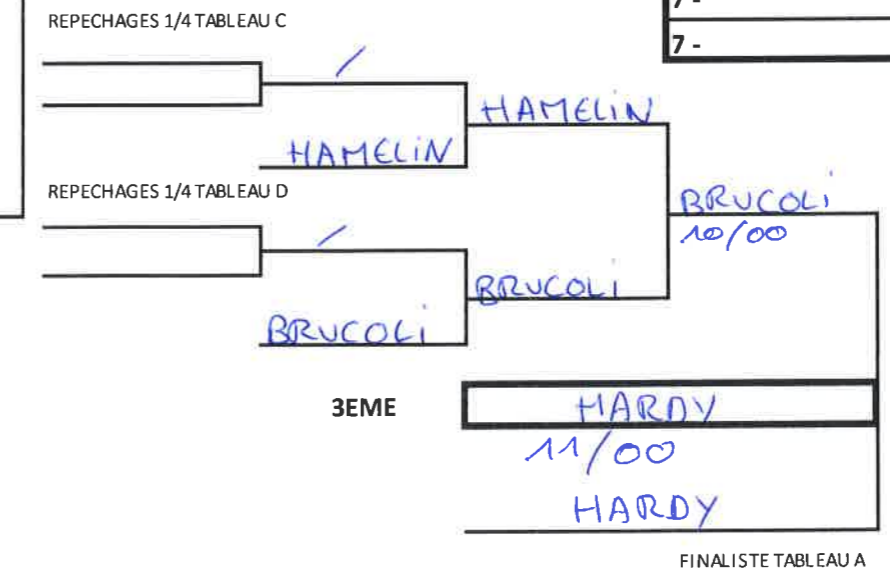 7 -
REPECHAGES 1/4 TABLEAU C
7 -
/
HAMELIN
HAMELIN
REPECHAGES 1/4 TABLEAU D
BRUCOLI
10/00
/
BRUCOLI
BRUCOLI
3EME
HARDY
11/00
HARDY
FINALISTE TABLEAU A